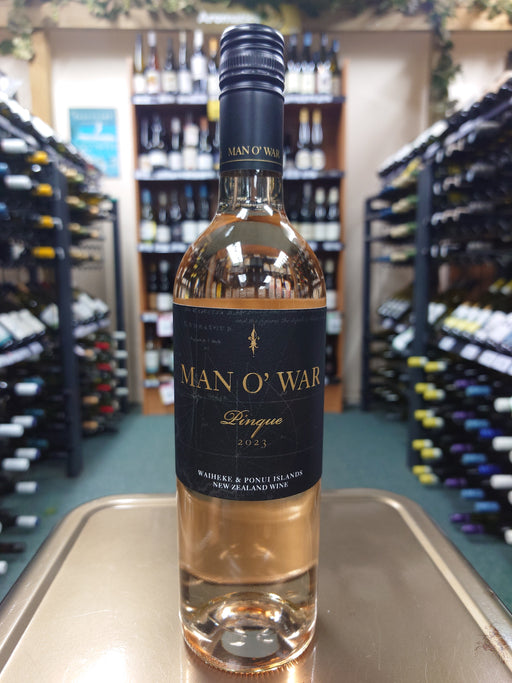 MAN O' WAR
MAN O' WAR
Pinque
2023
WAIHEKE & PONUI ISLANDS
NEW ZEALAND WINE